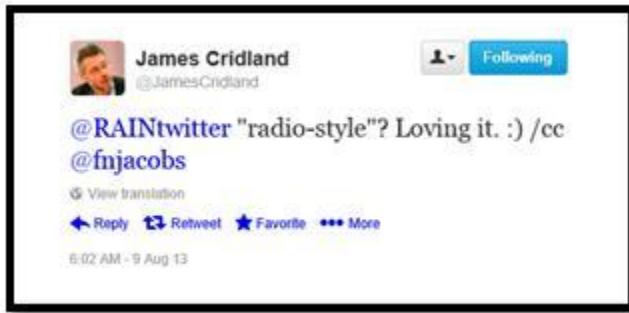 James Cridland
@JamesCridland
Following
@RAINtwitter "radio-style"? Loving it. :) /cc
@fnjacobs
View translation
Reply Retweet Favorite More
6:02 AM - 9 Aug 13